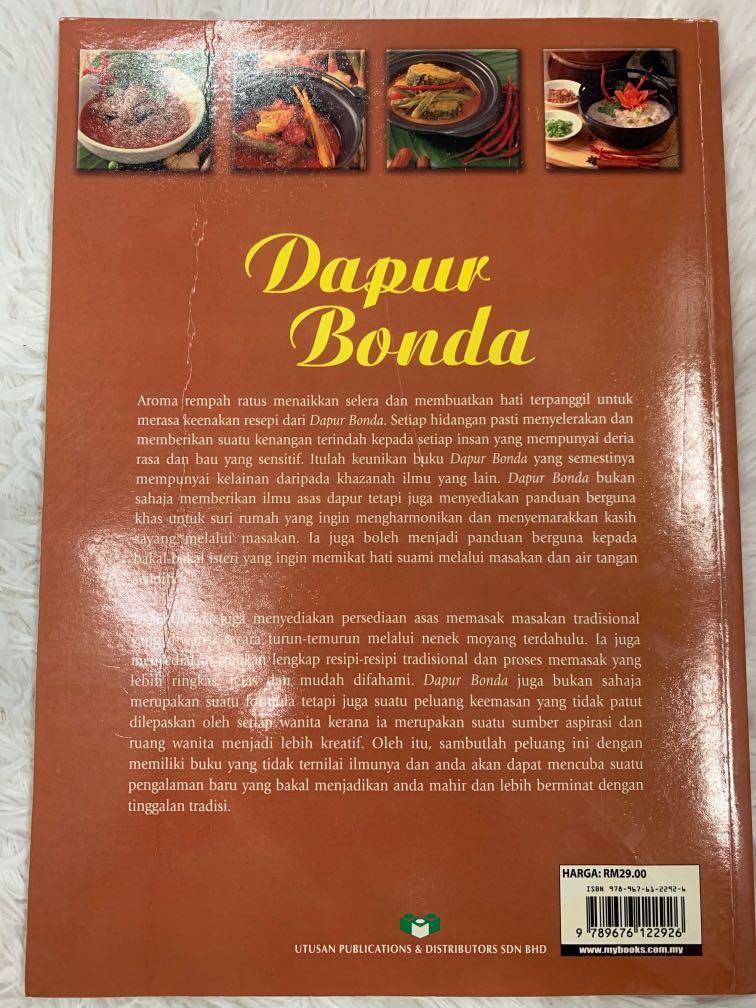 Dapur
Bonda
Aroma rempah ratus menaikkan selera dan membuatkan hati terpanggil untuk
merasa keenakan resepi dari Dapur Bonda. Setiap hidangan pasti menyelerakan dan
memberikan suatu kenangan terindah kepada setiap insan yang mempunyai deria
rasa dan bau yang sensitif. Itulah keunikan buku Dapur Bonda yang semestinya
mempunyai kelainan daripada khazanah ilmu yang lain. Dapur Bonda bukan
sahaja memberikan ilmu asas dapur tetapi juga menyediakan panduan berguna
khas untuk suri rumah yang ingin mengharmonikan dan menyemarakkan kasih
sayang melalui masakan. Ia juga boleh menjadi panduan berguna kepada
bakal-bakal isteri yang ingin memikat hati suami melalui masakan dan air tangan
Dapur Bonda juga menyediakan persediaan asas memasak masakan tradisional
secara turun-temurun melalui nenek moyang terdahulu. Ia juga
lengkap resipi-resipi tradisional dan proses memasak yang
lebih ringkas, dan mudah difahami. Dapur Bonda juga bukan sahaja
merupakan suatu formula tetapi juga suatu peluang keemasan yang tidak patut
dilepaskan oleh setiap wanita kerana ia merupakan suatu sumber aspirasi dan
ruang wanita menjadi lebih kreatif. Oleh itu, sambutlah peluang ini dengan
memiliki buku yang tidak ternilai ilmunya dan anda akan dapat mencuba suatu
pengalaman baru yang bakal menjadikan anda mahir dan lebih berminat dengan
tinggalan tradisi.
HARGA: RM29.00
ISBN 978-967-61-2292-6
9 789676 122926
www.mybooks.com.my
UTUSAN PUBLICATIONS & DISTRIBUTORS SDN BHD